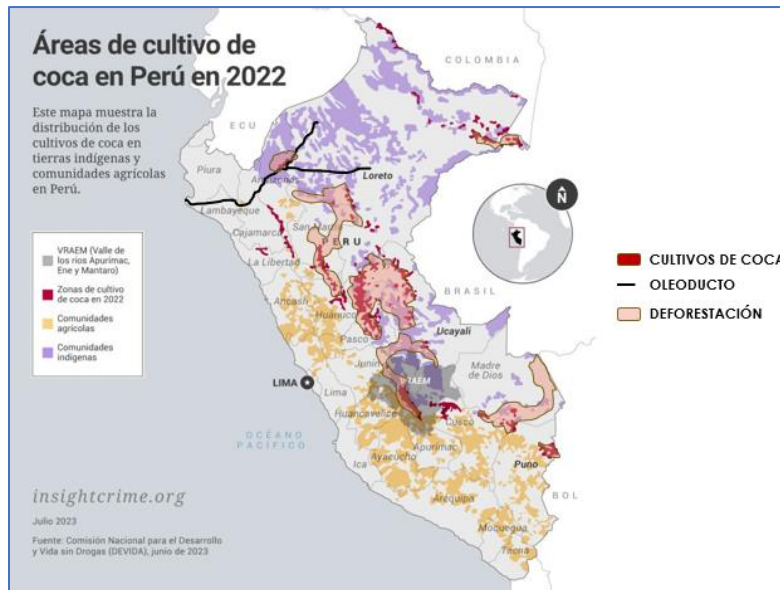 Áreas de cultivo de
coca en Perú en 2022
Este mapa muestra la
distribución de los
cultivos de coca en
tierras indígenas y
comunidades agrícolas
en Perú.
VRAEM (Valle de
los rios Apurimac,
Ene y Mantaro)
Zonas de cultivo
de coca en 2022
Comunidades
agrícolas
Comunidades
indígenas
COLOMBIA
ECU
Piura
Amazonas
Loreto
Lambayeque
Cajamarca
San Martín
PERU
La Libertad
BRASIL
Ancash
Huánuco
Ucayali
Pasco
Junín
VRAEM
Madre
de Dios
LIMA
Lima
Huancavelica
Cusco
OCÉANO
PACÍFICO
Apurímac
Ica
Ayacucho
Puno
Arequipa
BOL
Moquegua
Tacna
N
CULTIVOS DE COCA
OLEODUCTO
DEFORESTACIÓN
insightcrime.org
Julio 2023
Fuente: Comisión Nacional para el Desarrollo
y Vida sin Drogas (DEVIDA), junio de 2023